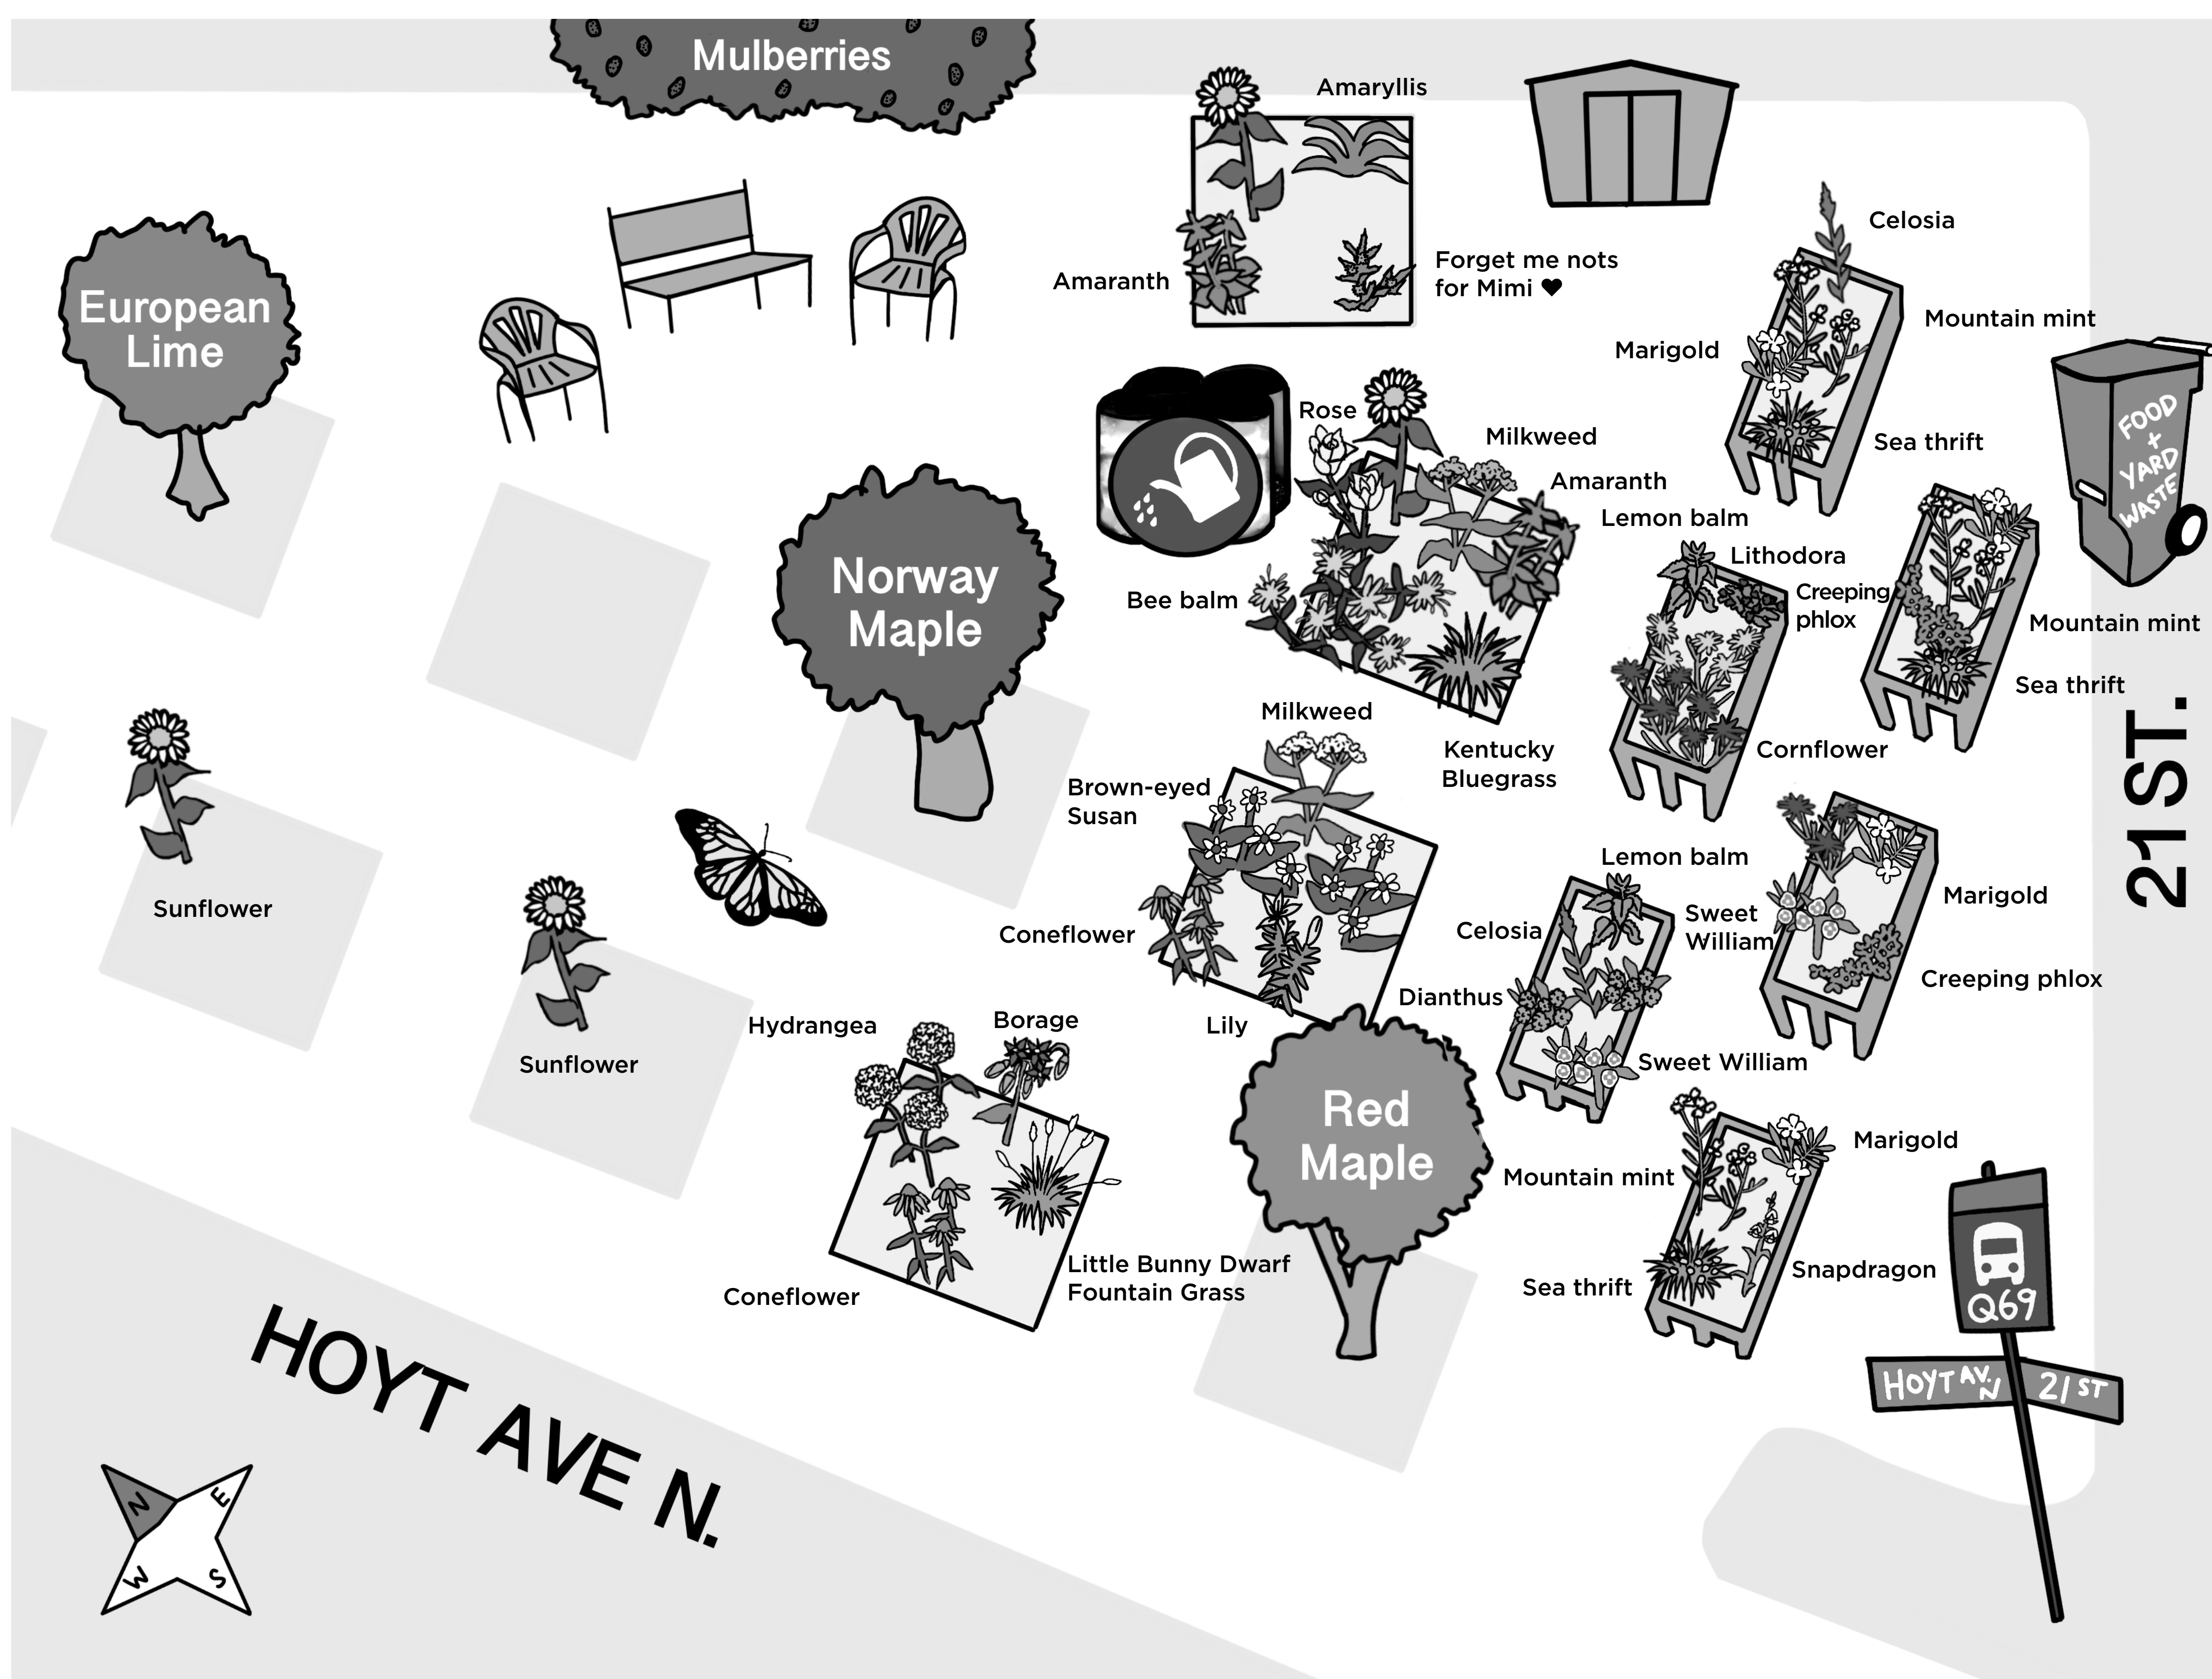 Mulberries
Amaryllis
Celosia
Forget me nots
for Mimi ♥
Amaranth
European
Lime
Mountain mint
Marigold
Rose
FOOD
+
YARD
WASTE
Milkweed
Sea thrift
Amaranth
Lemon balm
Lithodora
Creeping
phlox
Norway
Maple
Bee balm
Mountain mint
Sea thrift
21ST.
Milkweed
Kentucky
Bluegrass
Cornflower
Brown-eyed
Susan
Lemon balm
Marigold
Sunflower
Coneflower
Celosia
Sweet
William
Creeping phlox
Dianthus
Hydrangea
Borage
Lily
Sunflower
Sweet William
Red
Maple
Marigold
Mountain mint
Little Bunny Dwarf
Fountain Grass
Snapdragon
Sea thrift
Coneflower
Q69
HOYT AV. N
21 ST
HOYT AVE N.
N
E
W
S